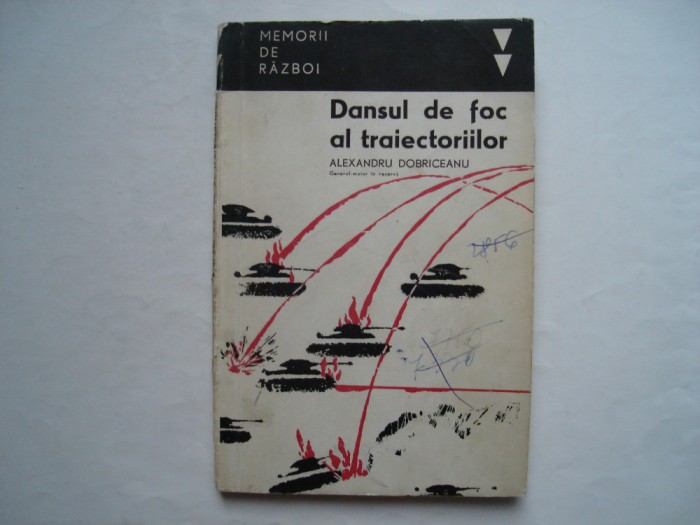 MEMORII
DE
RĂZBOI
Dansul de foc
al traiectoriilor
ALEXANDRU DOBRICEANU
General-maior în rezervă